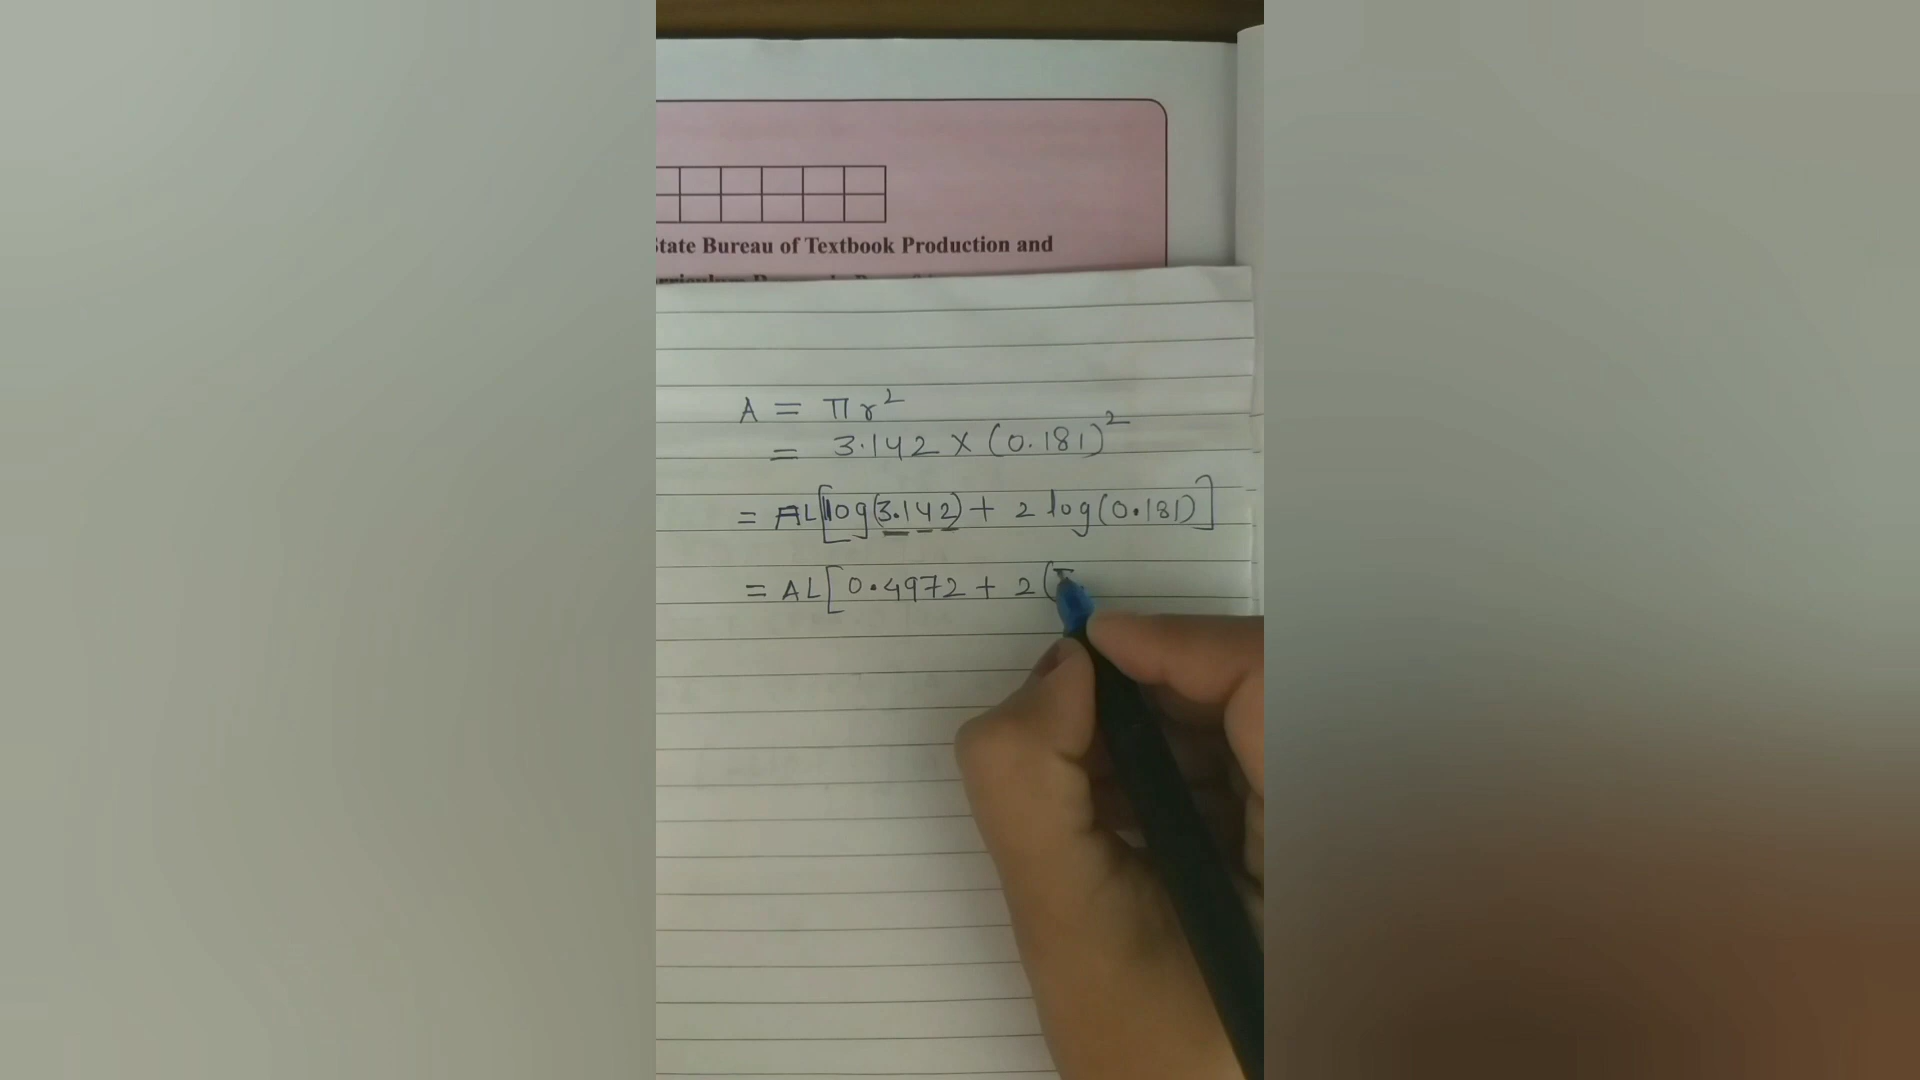 State Bureau of Textbook Production and
A = πr²
= 3.142 × (0.181)²
= AL[log(3.142) + 2 log(0.181)]
= AL[0.4972 + 2(